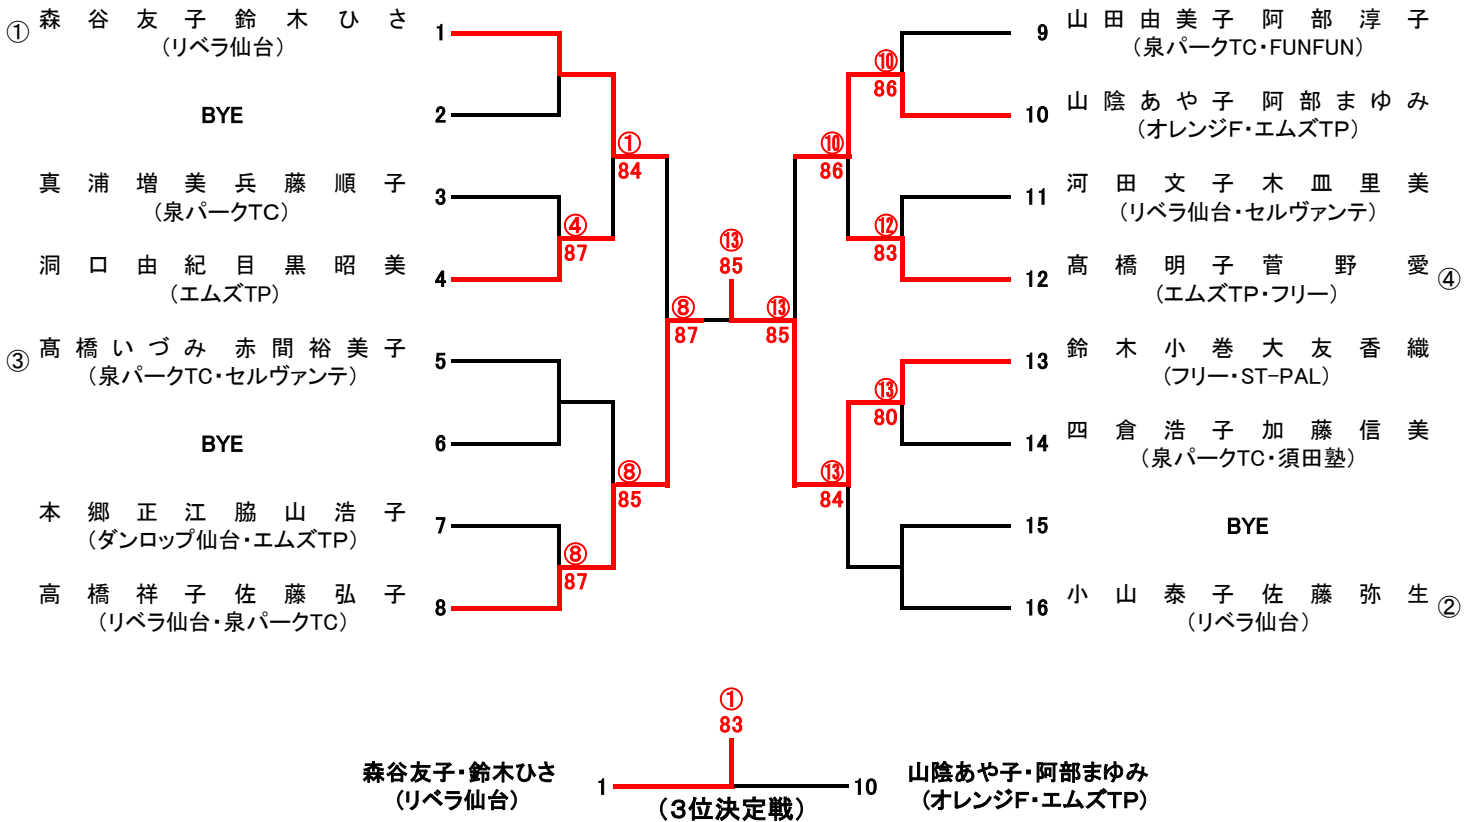 ① 森谷友子鈴木ひさ 1
(リベラ仙台)
BYE 2
真浦増美兵藤順子 3
(泉パークTC)
洞口由紀目黒昭美 4
(エムズTP)
③ 髙橋いづみ 赤間裕美子 5
(泉パークTC・セルヴァンテ)
BYE 6
本郷正江脇山浩子 7
(ダンロップ仙台・エムズTP)
高橋祥子佐藤弘子 8
(リベラ仙台・泉パークTC)
①
84
④
87
⑧
85
⑧
87
⑧
87
⑬
85
⑬
85
⑩
86
⑩
86
⑫
83
⑬
80
⑬
84
9 山田由美子 阿部淳子
(泉パークTC・FUNFUN)
10 山陰あや子 阿部まゆみ
(オレンジF・エムズTP)
11 河田文子木皿里美
(リベラ仙台・セルヴァンテ)
12 髙橋明子菅野愛 ④
(エムズTP・フリー)
13 鈴木小巻大友香織
(フリー・ST-PAL)
14 四倉浩子加藤信美
(泉パークTC・須田塾)
15 BYE
16 小山泰子佐藤弥生 ②
(リベラ仙台)
①
83
森谷友子・鈴木ひさ
(リベラ仙台)
1
(3位決定戦)
10
山陰あや子・阿部まゆみ
(オレンジF・エムズTP)